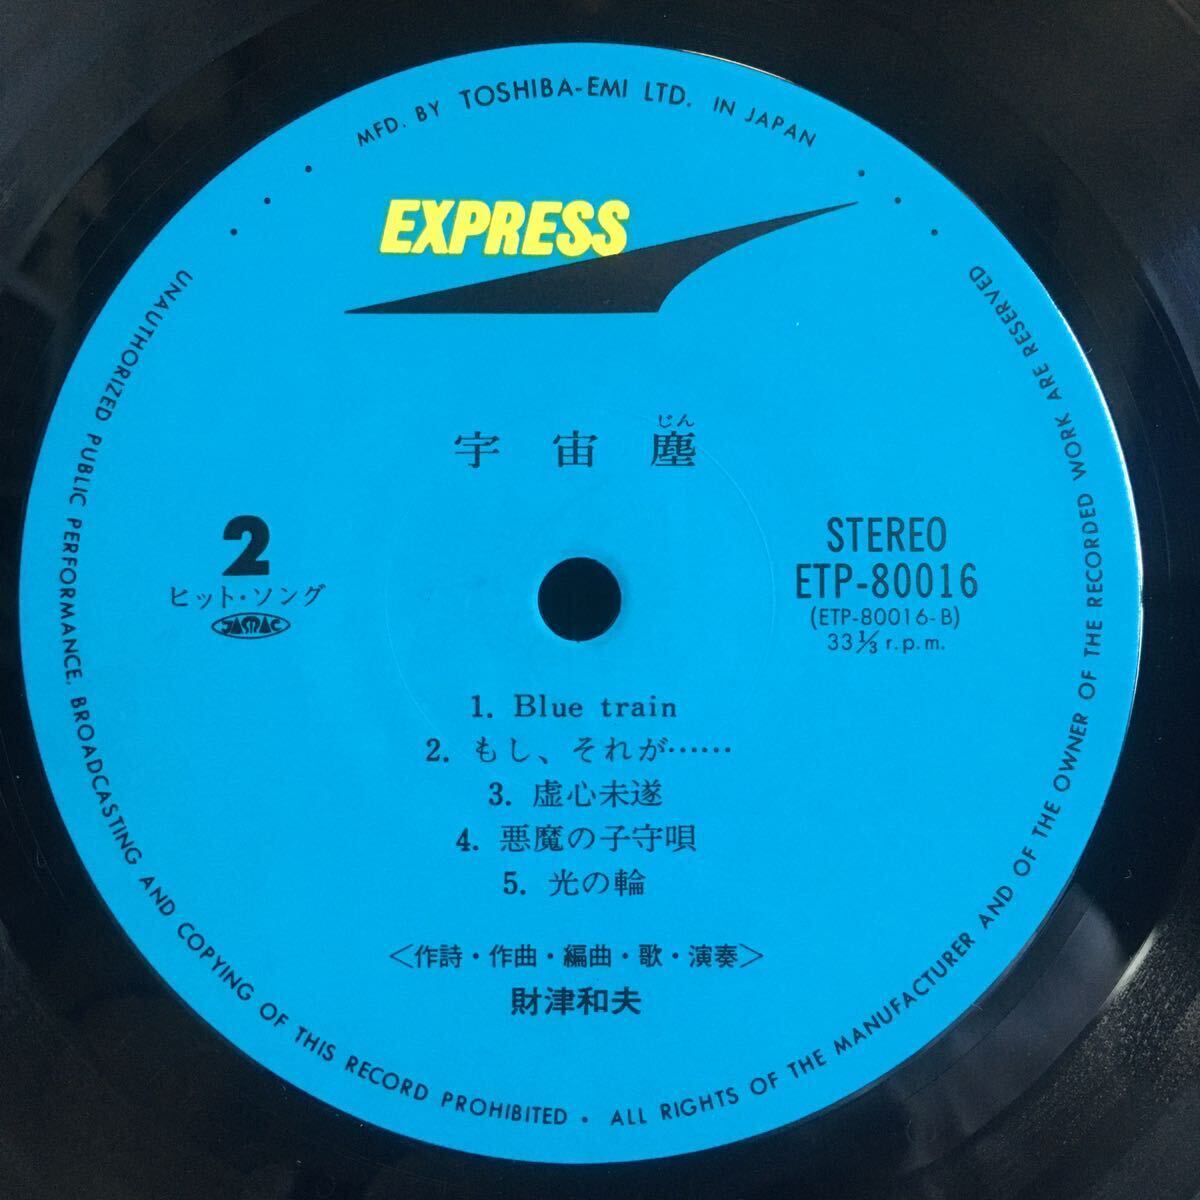 MFD. BY TOSHIBA-EMI LTD. IN JAPAN
EXPRESS
じん
宇宙塵
2
ヒット・ソング
JASRAC
STEREO
ETP-80016
(ETP-80016-B)
33 1/3 r.p.m.
1. Blue train
2. もし、それが……
3. 虚心未遂
4. 悪魔の子守唄
5. 光の輪
<作詩・作曲・編曲・歌・演奏>
財津和夫
UNAUTHORIZED PUBLIC PERFORMANCE, BROADCASTING AND COPYING OF THIS RECORD PROHIBITED • ALL RIGHTS OF THE MANUFACTURER AND OF THE OWNER OF THE RECORDED WORK ARE RESERVED